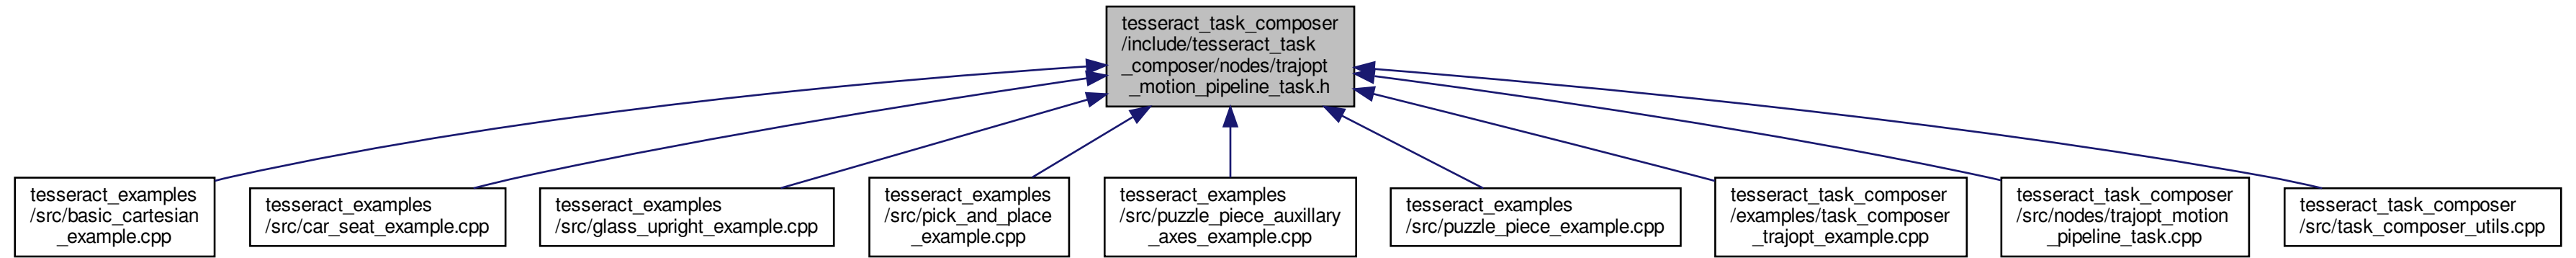 tesseract_task_composer
/include/tesseract_task
_composer/nodes/trajopt
_motion_pipeline_task.h
tesseract_examples
/src/basic_cartesian
_example.cpp
tesseract_examples
/src/car_seat_example.cpp
tesseract_examples
/src/glass_upright_example.cpp
tesseract_examples
/src/pick_and_place
_example.cpp
tesseract_examples
/src/puzzle_piece_auxillary
_axes_example.cpp
tesseract_examples
/src/puzzle_piece_example.cpp
tesseract_task_composer
/examples/task_composer
_trajopt_example.cpp
tesseract_task_composer
/src/nodes/trajopt_motion
_pipeline_task.cpp
tesseract_task_composer
/src/task_composer_utils.cpp